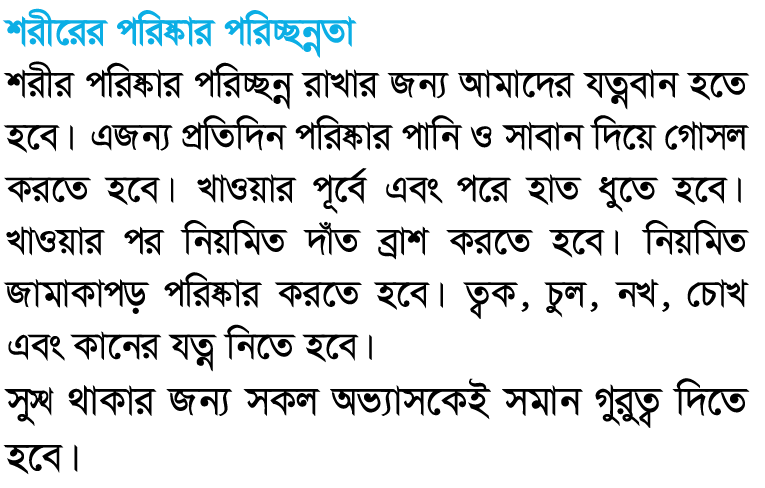 শরীরের পরিষ্কার পরিচ্ছন্নতা
শরীর পরিষ্কার পরিচ্ছন্ন রাখার জন্য আমাদের যত্নবান হতে
হবে। এজন্য প্রতিদিন পরিষ্কার পানি ও সাবান দিয়ে গোসল
করতে হবে। খাওয়ার পূর্বে এবং পরে হাত ধুতে হবে।
খাওয়ার পর নিয়মিত দাঁত ব্রাশ করতে হবে। নিয়মিত
জামাকাপড় পরিষ্কার করতে হবে। ত্বক, চুল, নখ, চোখ
এবং কানের যত্ন নিতে হবে।
সুস্থ থাকার জন্য সকল অভ্যাসকেই সমান গুরুত্ব দিতে
হবে।